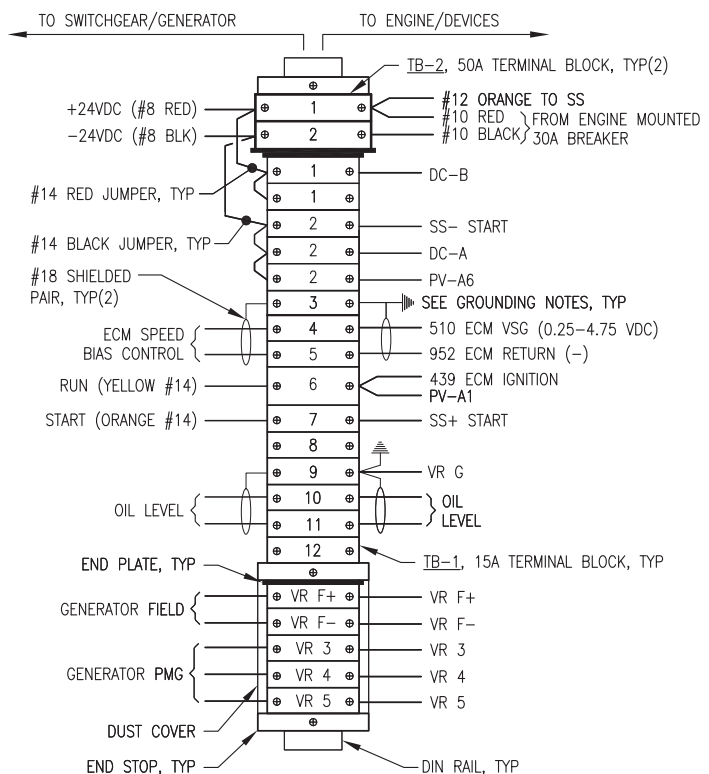 TO SWITCHGEAR/GENERATOR
TO ENGINE/DEVICES
TB-2, 50A TERMINAL BLOCK, TYP(2)
+24VDC (#8 RED)
1
#12 ORANGE TO SS
#10 RED
FROM ENGINE MOUNTED
-24VDC (#8 BLK)
2
#10 BLACK
30A BREAKER
1
DC-B
#14 RED JUMPER, TYP
1
2
SS- START
#14 BLACK JUMPER, TYP
2
DC-A
#18 SHIELDED
PAIR, TYP(2)
2
PV-A6
3
SEE GROUNDING NOTES, TYP
ECM SPEED
BIAS CONTROL
4
510 ECM VSG (0.25-4.75 VDC)
5
952 ECM RETURN (-)
RUN (YELLOW #14)
6
439 ECM IGNITION
PV-A1
START (ORANGE #14)
7
SS+ START
8
9
VR G
OIL LEVEL
10
11
OIL
LEVEL
12
TB-1, 15A TERMINAL BLOCK, TYP
END PLATE, TYP
GENERATOR FIELD
VR F+
VR F+
VR F-
VR F-
GENERATOR PMG
VR 3
VR 3
VR 4
VR 4
VR 5
VR 5
DUST COVER
END STOP, TYP
DIN RAIL, TYP